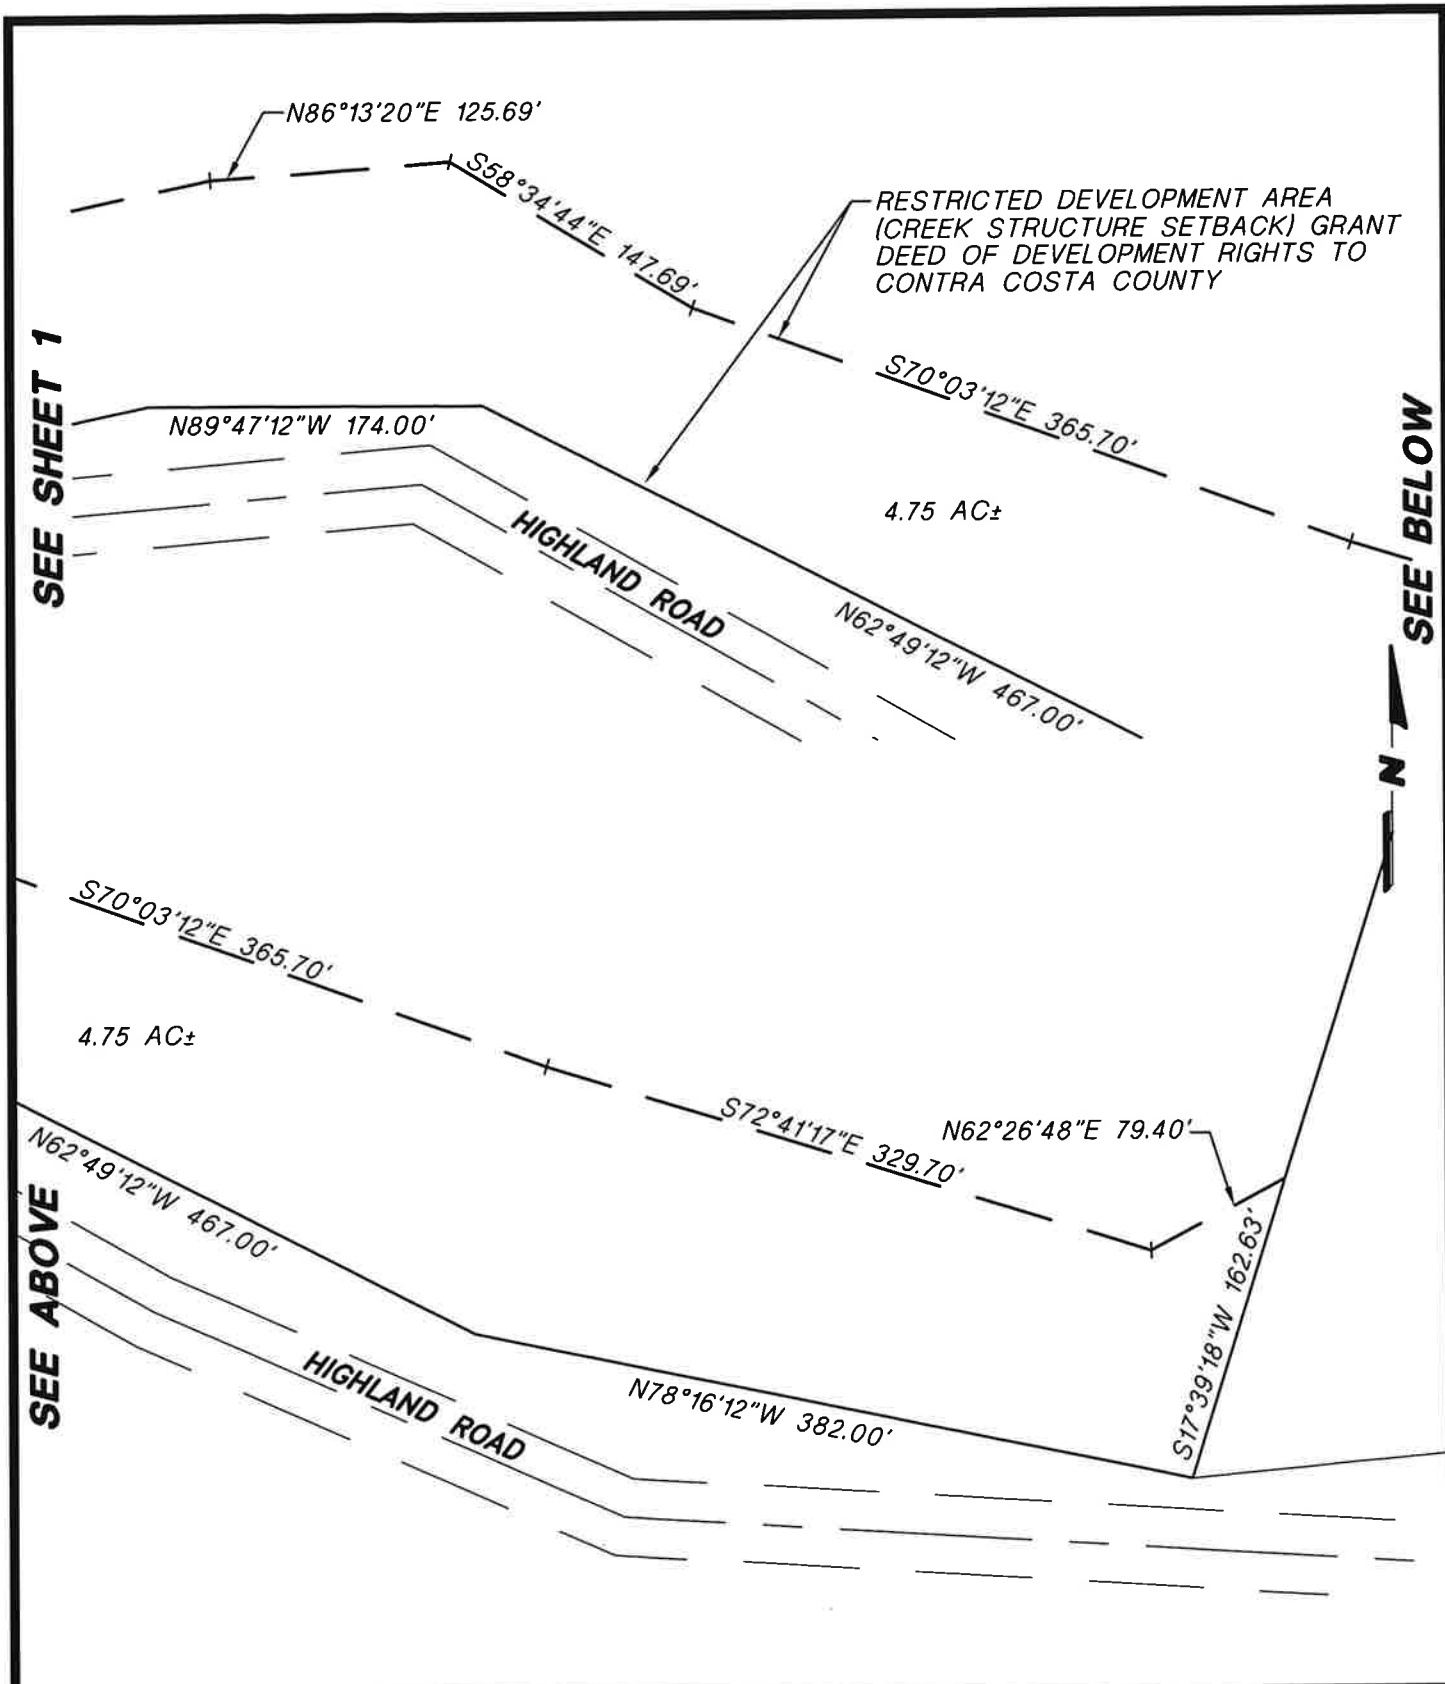 N86°13'20"E 125.69'
S58°34'44"E 147.69'
RESTRICTED DEVELOPMENT AREA
(CREEK STRUCTURE SETBACK) GRANT
DEED OF DEVELOPMENT RIGHTS TO
CONTRA COSTA COUNTY
SEE SHEET 1
N89°47'12"W 174.00'
S70°03'12"E 365.70'
SEE BELOW
4.75 AC±
HIGHLAND ROAD
N62°49'12"W 467.00'
N
S70°03'12"E 365.70'
4.75 AC±
S72°41'17"E 329.70'
N62°26'48"E 79.40'
N62°49'12"W 467.00'
SEE ABOVE
S17°39'18"W 162.63'
HIGHLAND ROAD
N78°16'12"W 382.00'